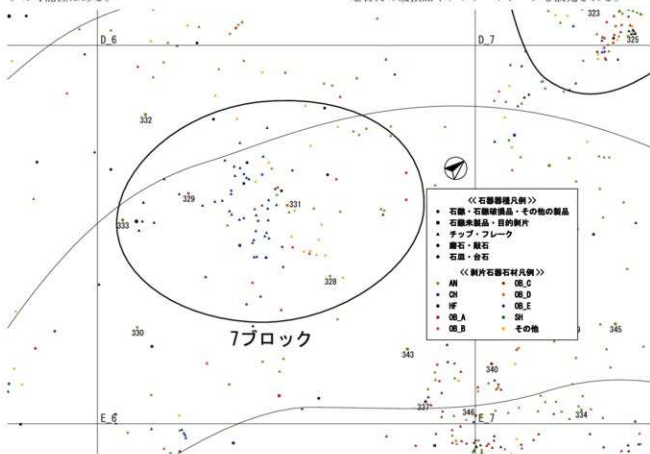 D_6
D_7
323
325
332
329
331
333
328
330
7ブロック
≪石器器種凡例≫
石鏃・石鏃破損品・その他の製品
石鏃未製品・目的剥片
チップ・フレーク
磨石・敲石
石皿・台石
≪剥片石器石材凡例≫
AN
OB_C
CH
OB_D
HF
OB_E
OB_A
SH
OB_B
その他
345
343
340
337
346
334
E_6
E_7